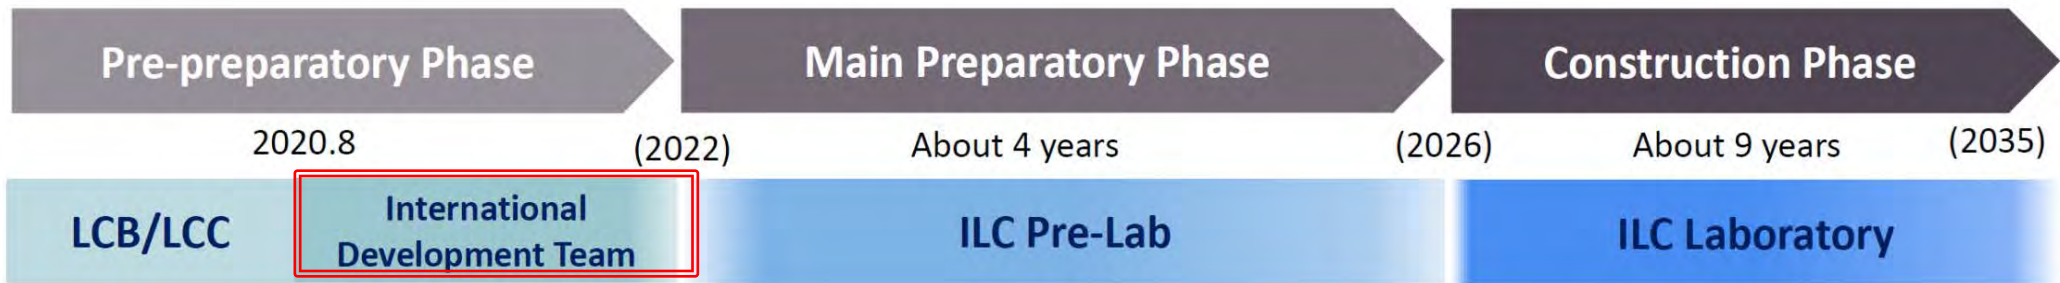 Pre-preparatory Phase
Main Preparatory Phase
Construction Phase
2020.8
(2022)
About 4 years
(2026)
About 9 years
(2035)
LCB/LCC
International
Development Team
ILC Pre-Lab
ILC Laboratory